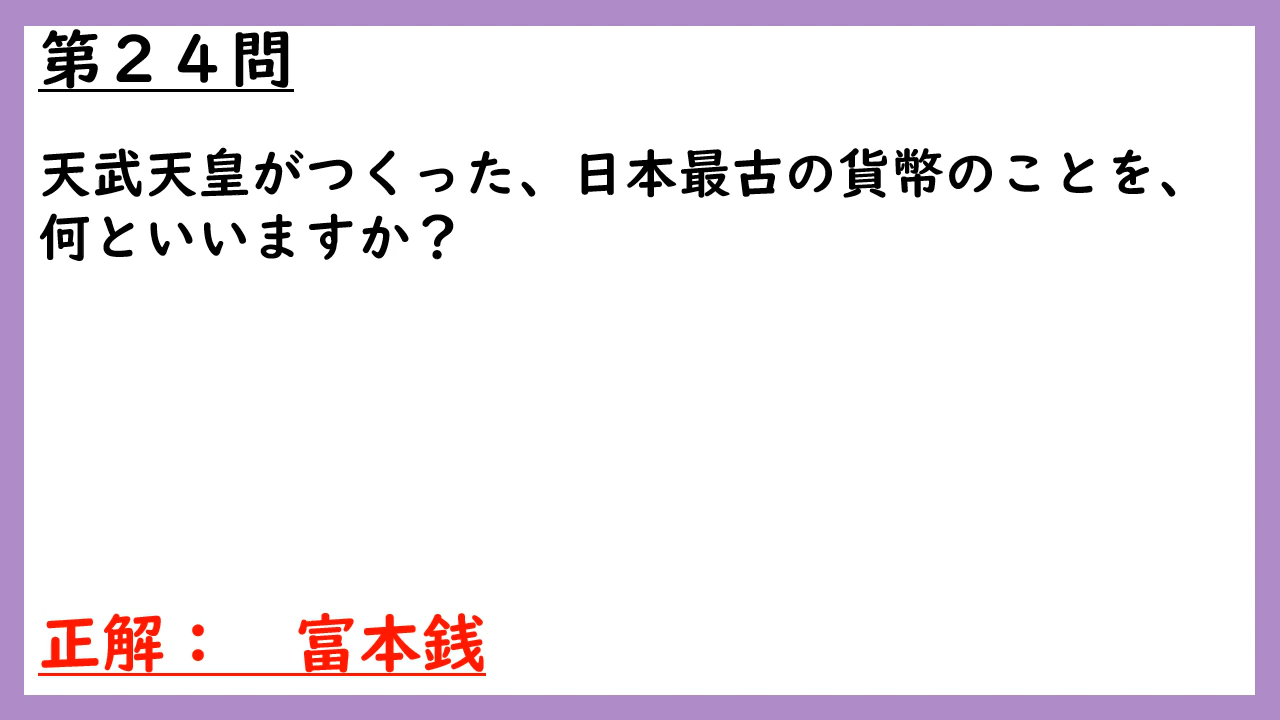 第２４問
天武天皇がつくった、日本最古の貨幣のことを、
何といいますか？
正解：　富本銭